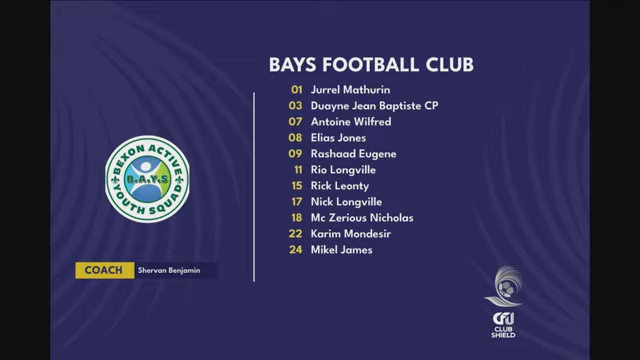 BAYS FOOTBALL CLUB
01 Jurrel Mathurin
03 Duayne Jean Baptiste CP
07 Antoine Wilfred
08 Elias Jones
09 Rashaad Eugene
11 Rio Longville
15 Rick Leonty
17 Nick Longville
18 Mc Zerious Nicholas
22 Karim Mondesir
24 Mikel James
BEXON ACTIVE
B.A.Y.S
YOUTH SQUAD
COACH Shervan Benjamin
CFU
CLUB
SHIELD